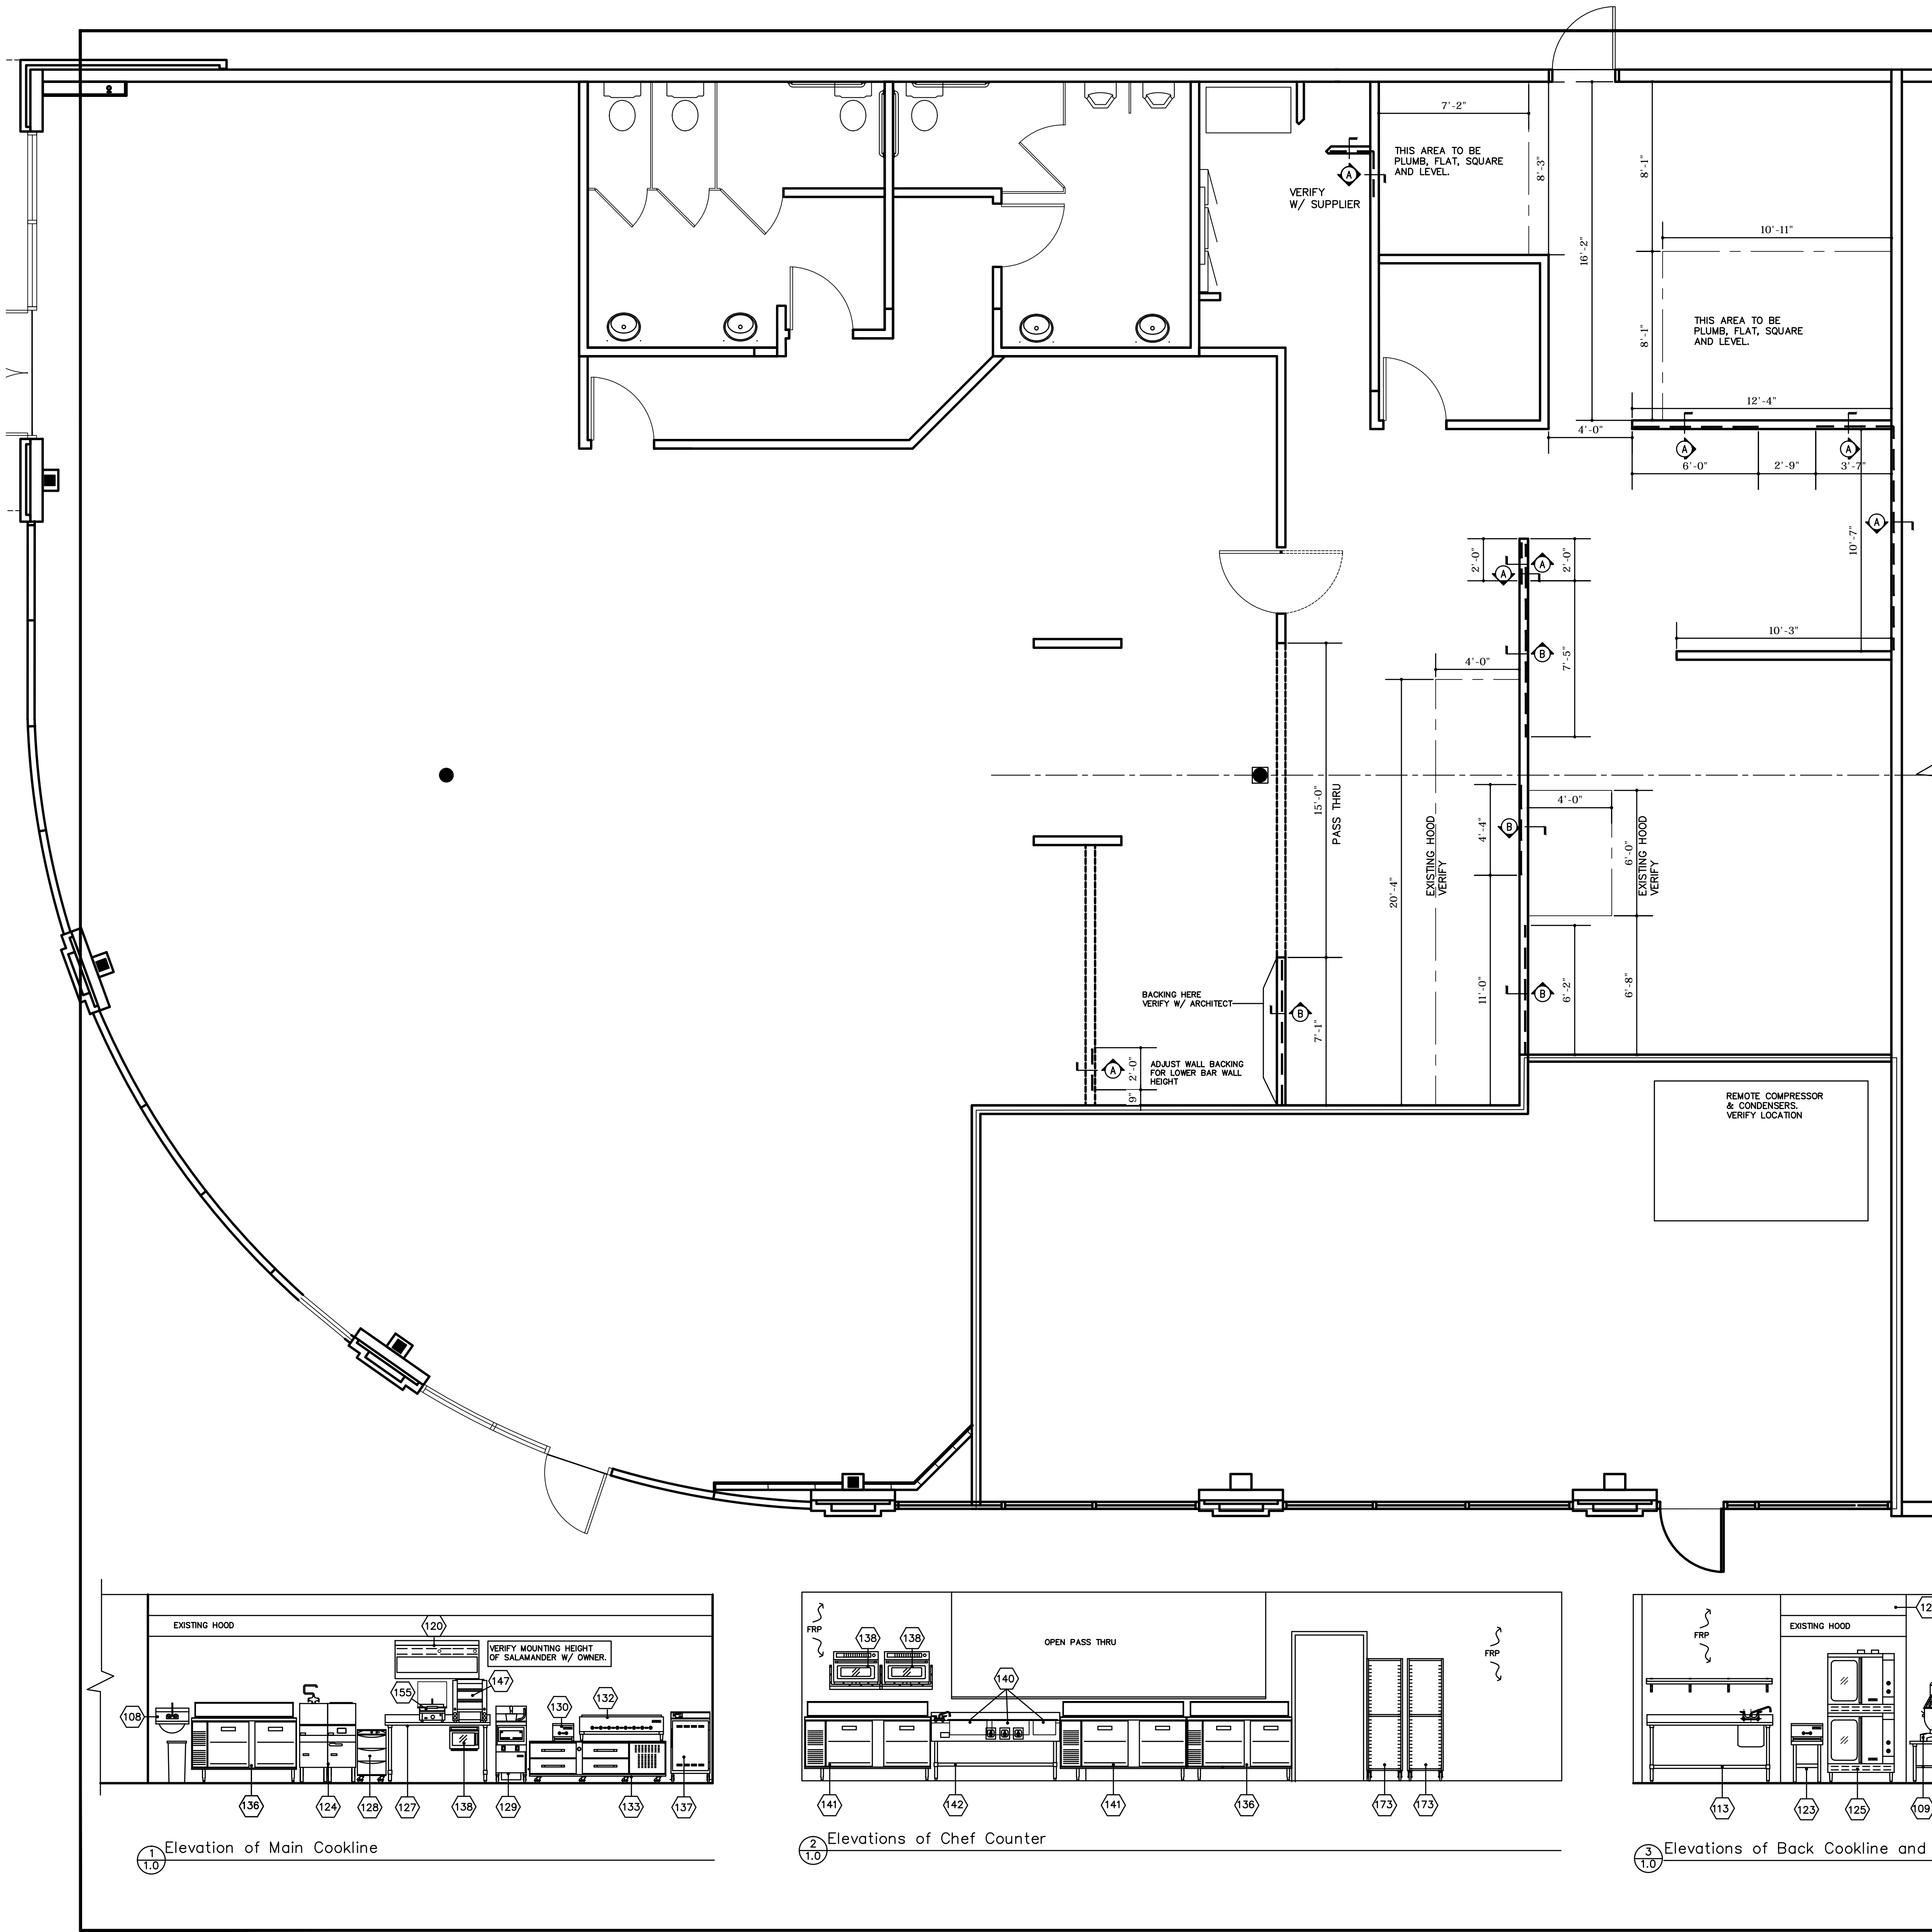 7'-2"
THIS AREA TO BE
PLUMB, FLAT, SQUARE
AND LEVEL.
8'-3"
8'-1"
A
VERIFY
W/ SUPPLIER
16'-2"
10'-11"
THIS AREA TO BE
PLUMB, FLAT, SQUARE
AND LEVEL.
8'-1"
12'-4"
4'-0"
A
A
6'-0"
2'-9"
3'-7"
A
10'-7"
2'-0"
A
A
2'-0"
10'-3"
B
7'-5"
4'-0"
15'-0"
PASS THRU
20'-4"
EXISTING HOOD
VERIFY
4'-4"
B
4'-0"
6'-0"
EXISTING HOOD
VERIFY
BACKING HERE
VERIFY W/ ARCHITECT
B
7'-1"
11'-0"
B
6'-2"
6'-8"
A
2'-0"
9"
ADJUST WALL BACKING
FOR LOWER BAR WALL
HEIGHT
REMOTE COMPRESSOR
& CONDENSERS.
VERIFY LOCATION
EXISTING HOOD
120
VERIFY MOUNTING HEIGHT
OF SALAMANDER W/ OWNER.
147
155
130
132
108
136
124
128
127
138
129
133
137
1
1.0
Elevation of Main Cookline
FRP
138
138
OPEN PASS THRU
140
FRP
141
142
141
136
173
173
2
1.0
Elevations of Chef Counter
FRP
EXISTING HOOD
113
123
125
109
3
1.0
Elevations of Back Cookline and